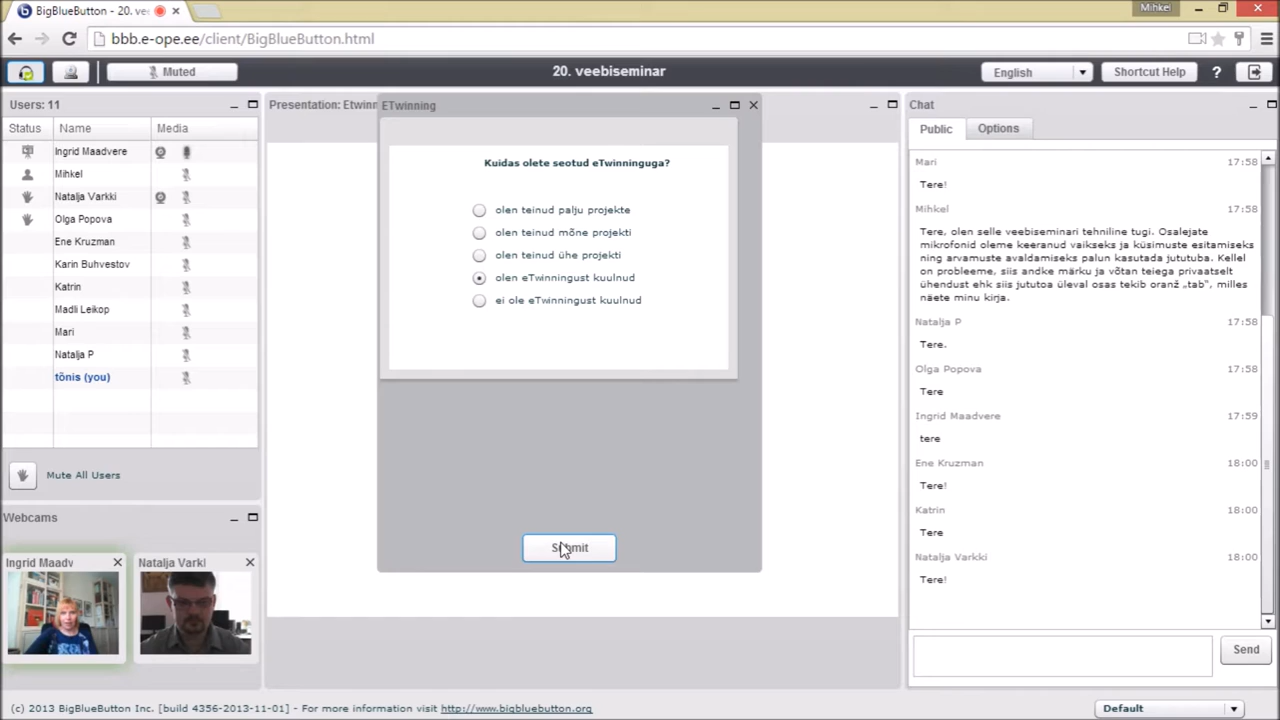 BigBlueButton - 20. vee
Mihkel
bbb.e-ope.ee/client/BigBlueButton.html
Muted
20. veebiseminar
English
Shortcut Help
?
Users: 11
Status Name Media
Ingrid Maadvere
Mihkel
Natalja Varkki
Olga Popova
Ene Kruzman
Karin Buhvestov
Katrin
Madli Leikop
Mari
Natalja P
tõnis (you)
Mute All Users
Webcams
Ingrid Maadv
Natalja Varkl
Presentation: Etwinn
ETwinning
Kuidas olete seotud eTwinninguga?
olen teinud palju projekte
olen teinud mõne projekti
olen teinud ühe projekti
olen eTwinningust kuulnud
ei ole eTwinningust kuulnud
Submit
Chat
Public
Options
Mari 17:58
Tere!
Mihkel 17:58
Tere, olen selle veebiseminari tehniline tugi. Osalejate
mikrofonid oleme keeranud vaikseks ja küsimuste esitamiseks
ning arvamuste avaldamiseks palun kasutada jututuba. Kellel
on probleeme, siis andke märku ja võtan teiega privaatselt
ühendust ehk siis jututoa üleval osas tekib oranž „tab“, milles
näete minu kirja.
Natalja P 17:58
Tere.
Olga Popova 17:58
Tere
Ingrid Maadvere 17:59
tere
Ene Kruzman 18:00
Tere!
Katrin 18:00
Tere
Natalja Varkki 18:00
Tere!
Send
(c) 2013 BigBlueButton Inc. [build 4356-2013-11-01] - For more information visit http://www.bigbluebutton.org
Default